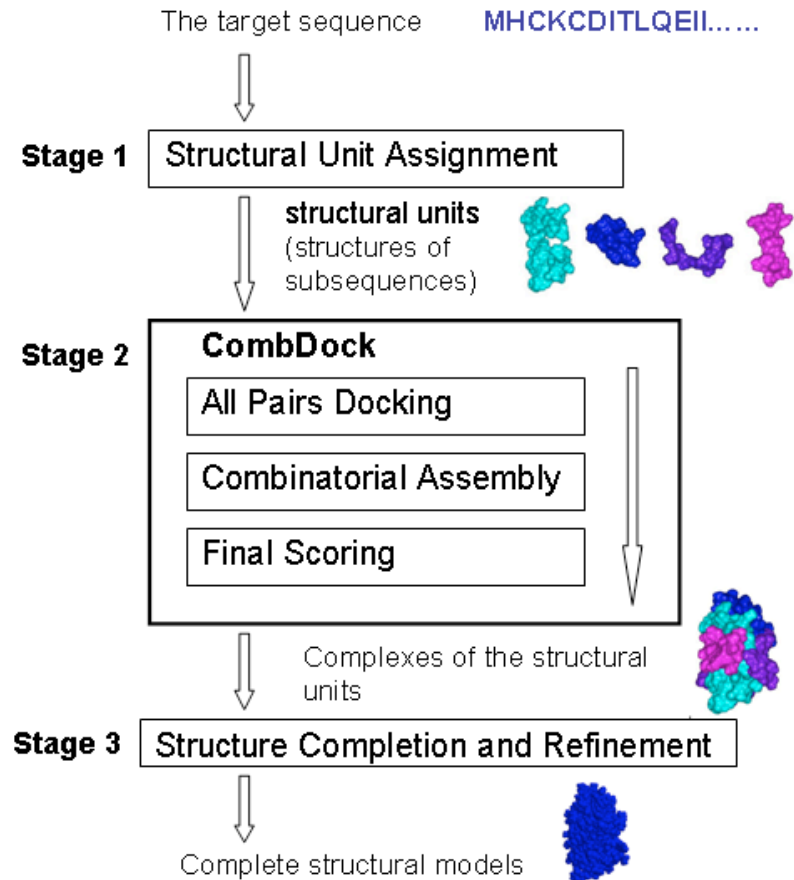 The target sequence MHCKCDITLQEII... ...
Stage 1 Structural Unit Assignment
structural units
(structures of
subsequences)
Stage 2
CombDock
All Pairs Docking
Combinatorial Assembly
Final Scoring
Complexes of the structural
units
Stage 3 Structure Completion and Refinement
Complete structural models